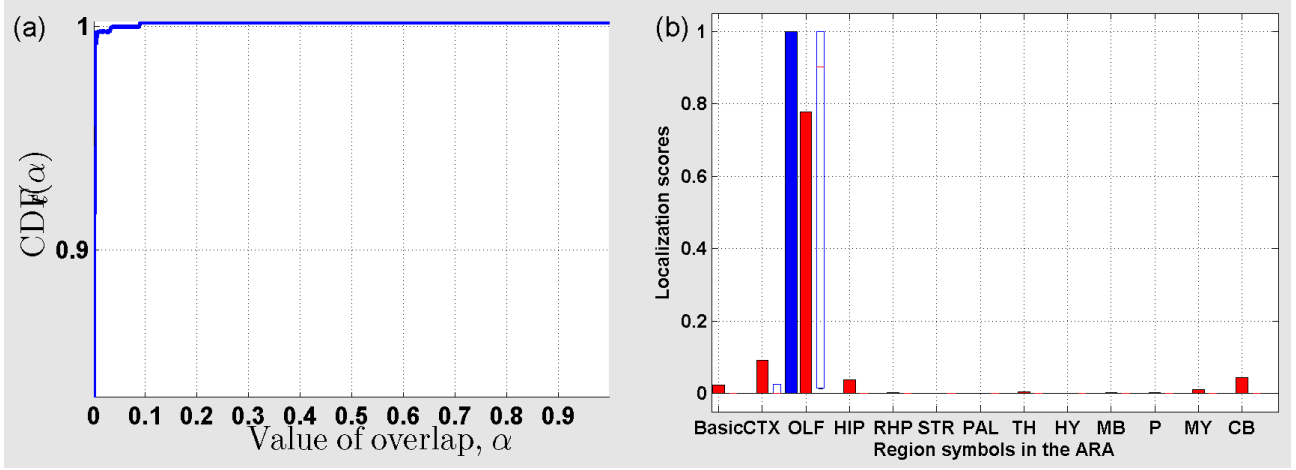 (a)
1
0.9
CDF_t(α)
0 0.1 0.2 0.3 0.4 0.5 0.6 0.7 0.8 0.9
Value of overlap, α
(b)
1
0.8
0.6
0.4
0.2
0
Localization scores
Basic CTX OLF HIP RHP STR PAL TH HY MB P MY CB
Region symbols in the ARA